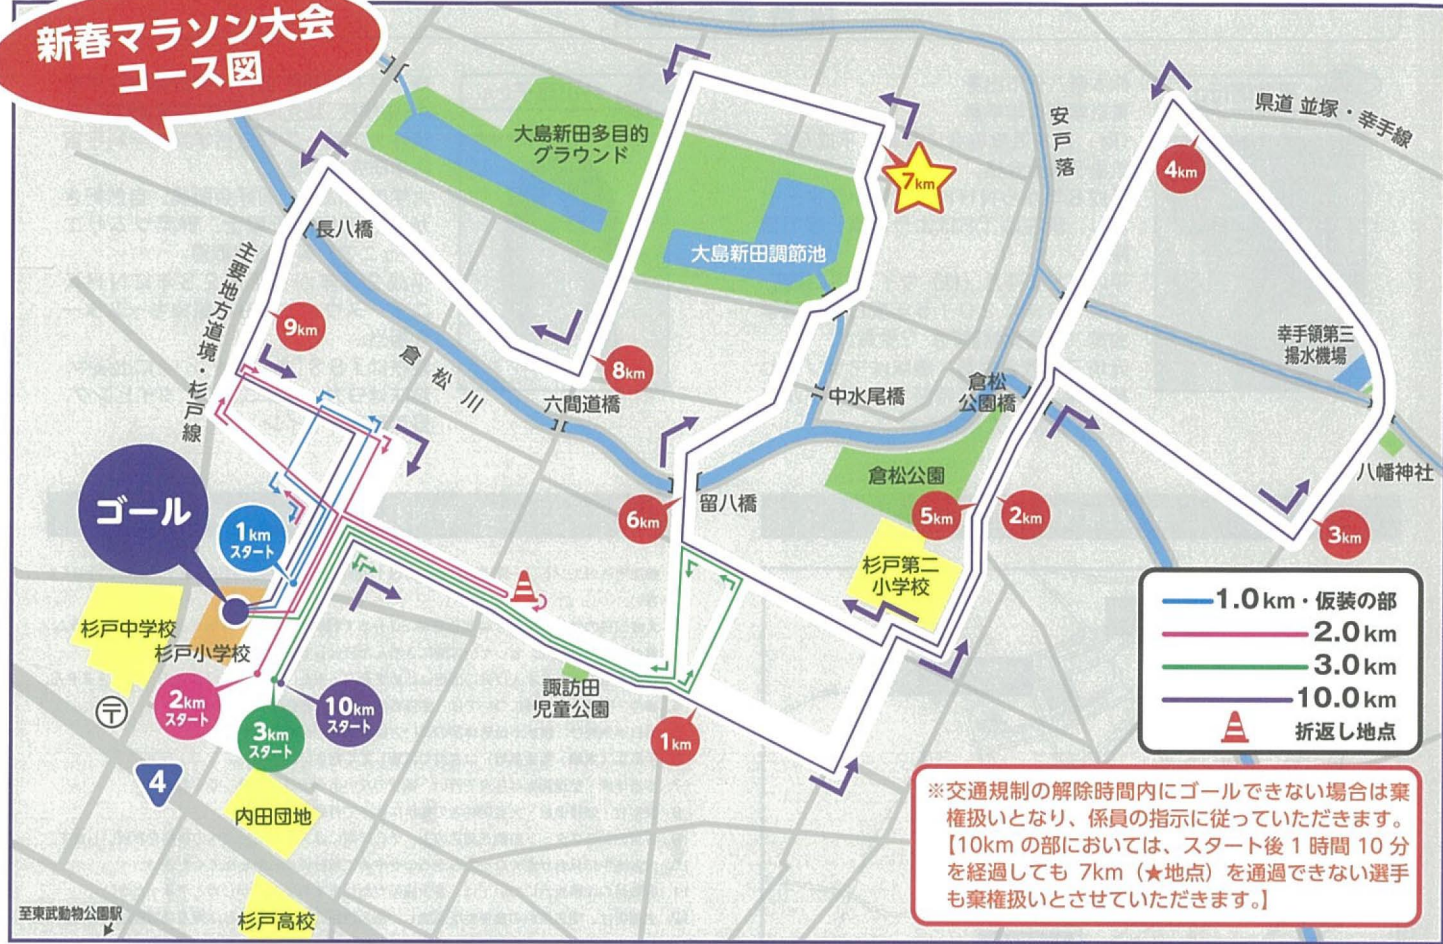 新春マラソン大会
コース図
県道 並塚・幸手線
安戸落
大島新田多目的
グラウンド
4km
7km
長八橋
大島新田調節池
主要地方道境・杉戸線
9km
幸手領第三
揚水機場
倉松川
8km
六間道橋
中水尾橋
倉松
公園橋
八幡神社
倉松公園
ゴール
留八橋
6km
5km
2km
3km
1km
スタート
杉戸第二
小学校
杉戸中学校
杉戸小学校
2km
スタート
3km
スタート
10km
スタート
諏訪田
児童公園
1km
〒
4
内田団地
杉戸高校
至東武動物公園駅
1.0km・仮装の部
2.0km
3.0km
10.0km
折返し地点
※交通規制の解除時間内にゴールできない場合は棄
権扱いとなり、係員の指示に従っていただきます。
【10kmの部においては、スタート後1時間10分
を経過しても 7km（★地点）を通過できない選手
も棄権扱いとさせていただきます。】